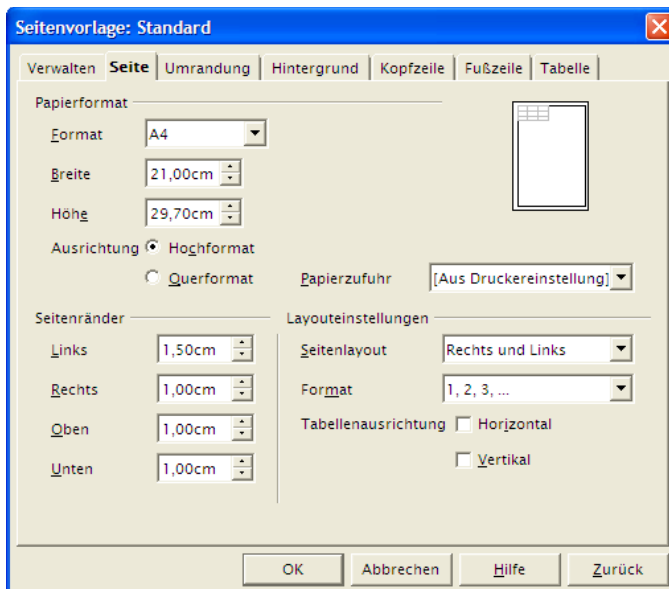 Seitenvorlage: Standard
Verwalten Seite Umrandung Hintergrund Kopfzeile Fußzeile Tabelle
Papierformat
Format A4
Breite 21,00cm
Höhe 29,70cm
Ausrichtung Hochformat
Querformat Papierzufuhr [Aus Druckereinstellung]
Seitenränder Layouteinstellungen
Links 1,50cm Seitenlayout Rechts und Links
Rechts 1,00cm Format 1, 2, 3, ...
Oben 1,00cm Tabellenausrichtung Horizontal
Unten 1,00cm Vertikal
OK Abbrechen Hilfe Zurück